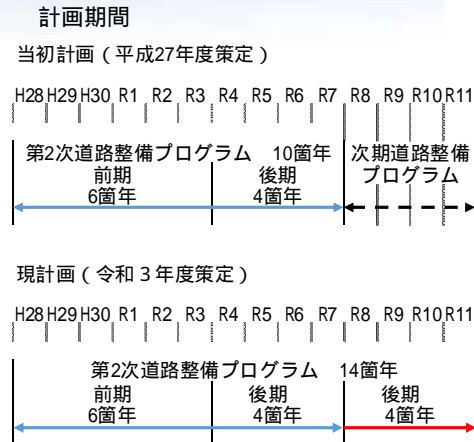 計画期間
当初計画（平成27年度策定）
H28 H29 H30 R1 R2 R3 R4 R5 R6 R7 R8 R9 R10 R11
第2次道路整備プログラム　10箇年
前期
6箇年
後期
4箇年
次期道路整備
プログラム
現計画（令和３年度策定）
H28 H29 H30 R1 R2 R3 R4 R5 R6 R7 R8 R9 R10 R11
第2次道路整備プログラム　14箇年
前期
6箇年
後期
4箇年
後期
4箇年